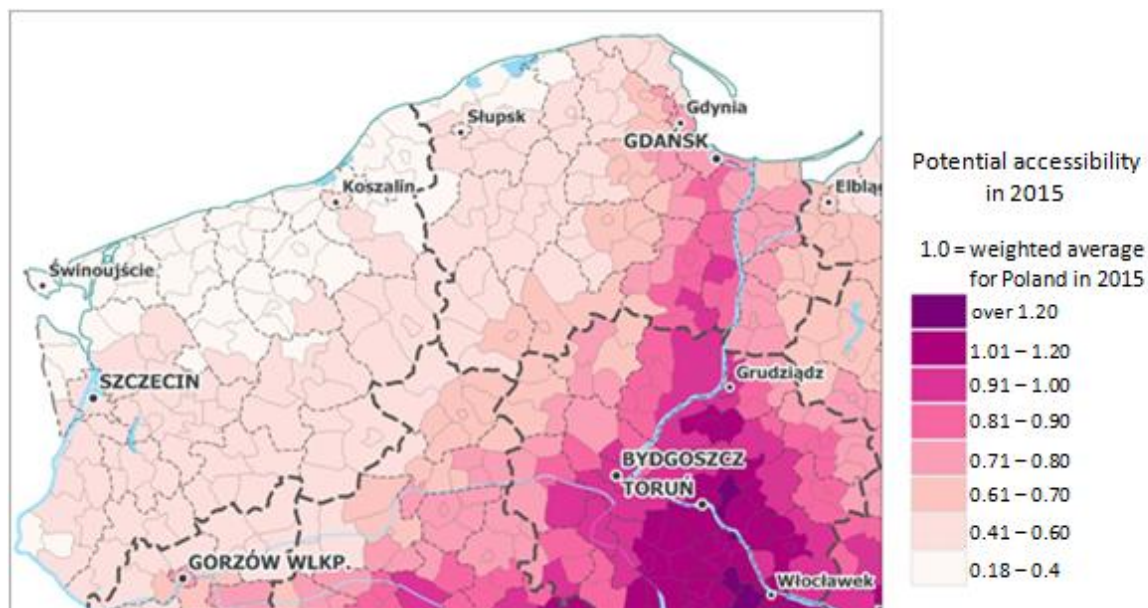 Gdynia
Słupsk
GDAŃSK
Koszalin
Elblą
Świnoujście
SZCZECIN
Grudziądz
BYDGOSZCZ
TORUŃ
GORZÓW WLKP.
Włocławek
Potential accessibility
in 2015
1.0 = weighted average
for Poland in 2015
over 1.20
1.01 – 1.20
0.91 – 1.00
0.81 – 0.90
0.71 – 0.80
0.61 – 0.70
0.41 – 0.60
0.18 – 0.4